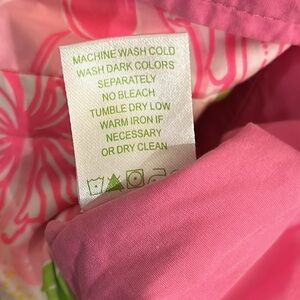 MACHINE WASH COLD
WASH DARK COLORS
SEPARATELY
NO BLEACH
TUMBLE DRY LOW
WARM IRON IF
NECESSARY
OR DRY CLEAN